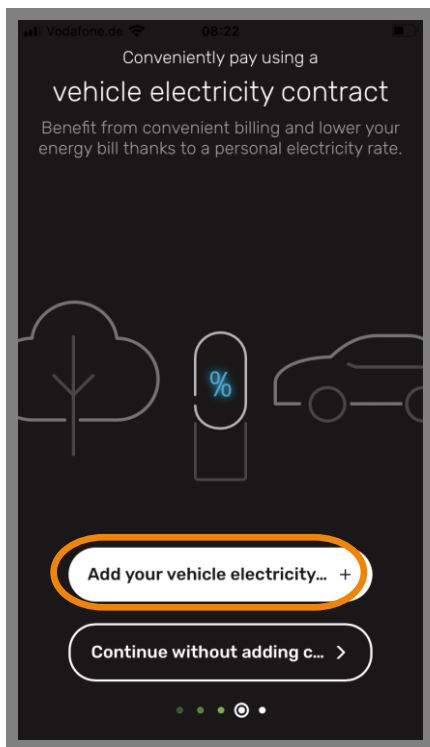 Vodafone.de 08:22
Conveniently pay using a
vehicle electricity contract
Benefit from convenient billing and lower your
energy bill thanks to a personal electricity rate.
%
Add your vehicle electricity... +
Continue without adding c... >